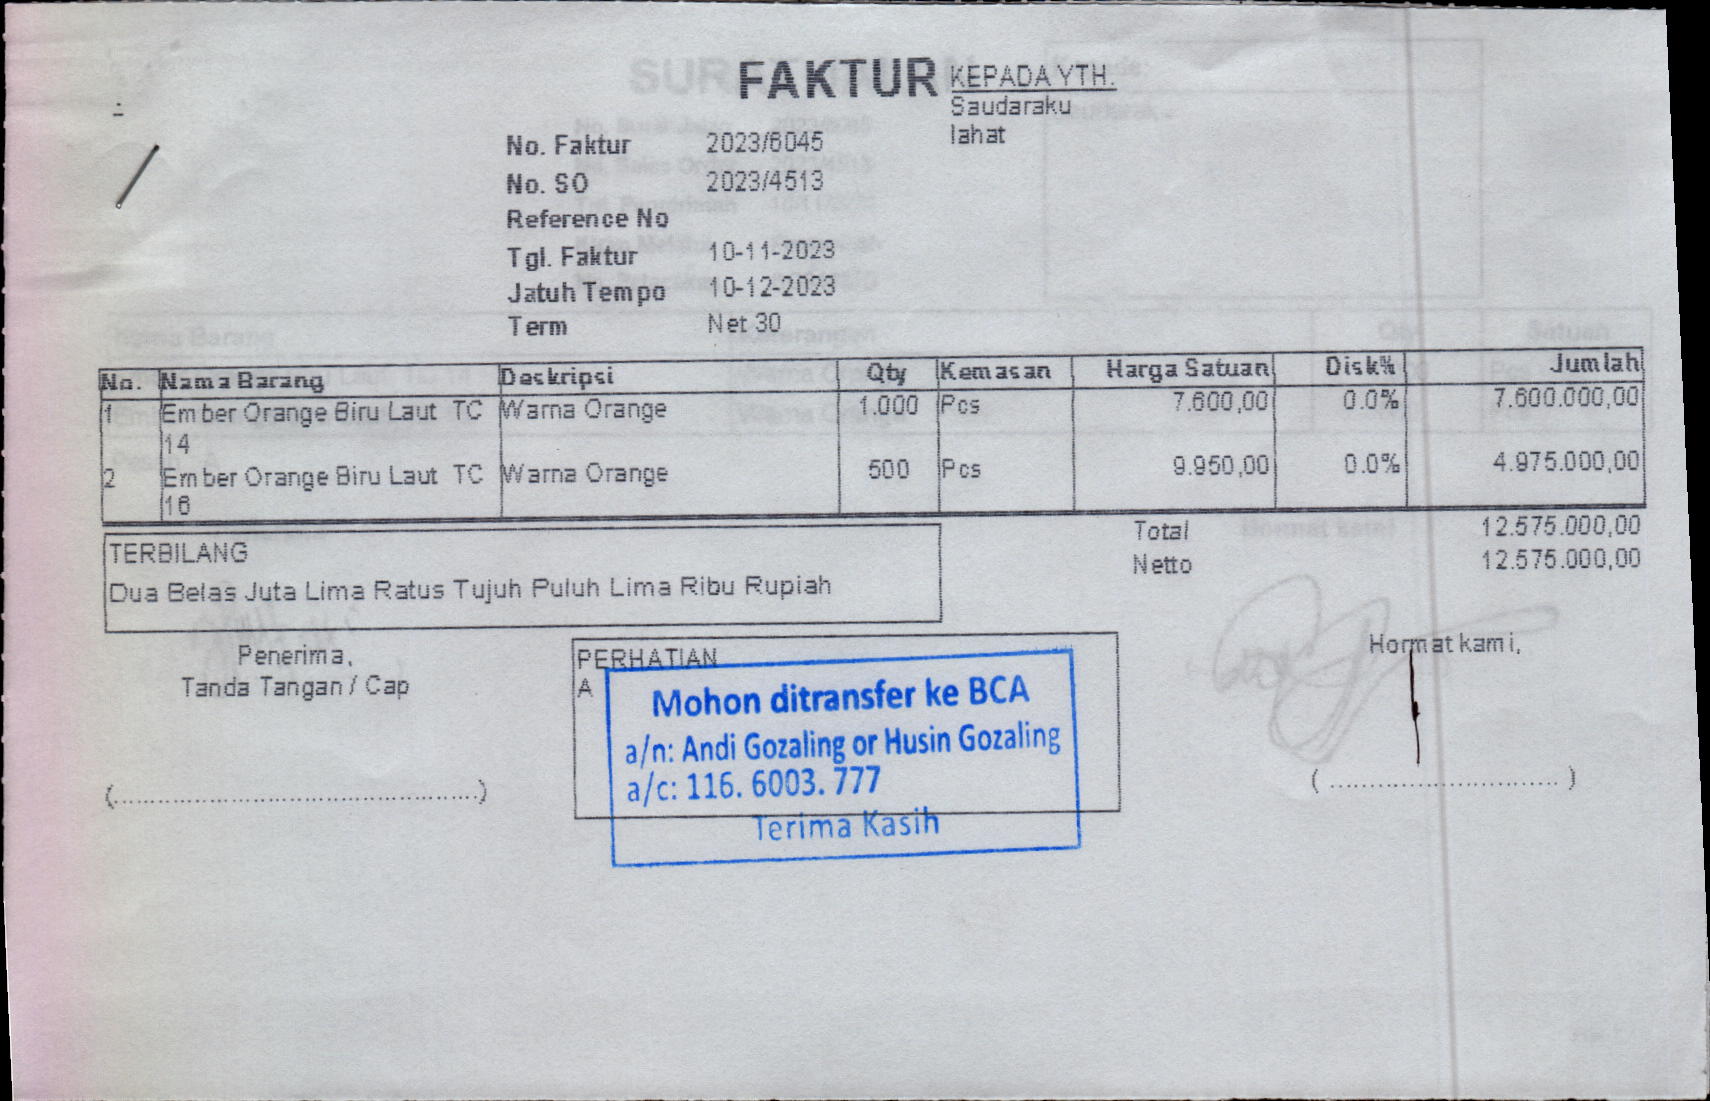 FAKTUR
KEPADA YTH.
Saudaraku
lahat
No. Faktur 2023/6045
No. SO 2023/4513
Reference No
Tgl. Faktur 10-11-2023
Jatuh Tempo 10-12-2023
Term Net 30
No. Nama Barang Deskripsi Qty Kemasan Harga Satuan Disk% Jumlah
1 Ember Orange Biru Laut TC Warna Orange 1.000 Pcs 7.600,00 0.0% 7.600.000,00
14
2 Ember Orange Biru Laut TC Warna Orange 500 Pcs 9.950,00 0.0% 4.975.000,00
16
Total 12.575.000,00
Netto 12.575.000,00
TERBILANG
Dua Belas Juta Lima Ratus Tujuh Puluh Lima Ribu Rupiah
Penerima,
Tanda Tangan / Cap
(................................................)
PERHATIAN
A
Mohon ditransfer ke BCA
a/n: Andi Gozaling or Husin Gozaling
a/c: 116. 6003. 777
Terima Kasih
Hormat kami,
( .............................. )